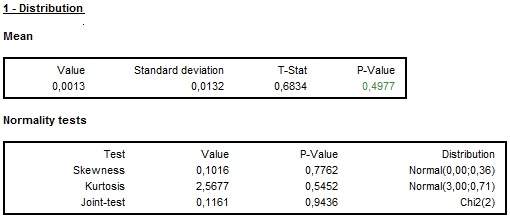 1 - Distribution
Mean
Value Standard deviation T-Stat P-Value
0,0013 0,0132 0,6834 0,4977
Normality tests
Test Value P-Value Distribution
Skewness 0,1016 0,7762 Normal(0,00;0,36)
Kurtosis 2,5677 0,5452 Normal(3,00;0,71)
Joint-test 0,1161 0,9436 Chi2(2)